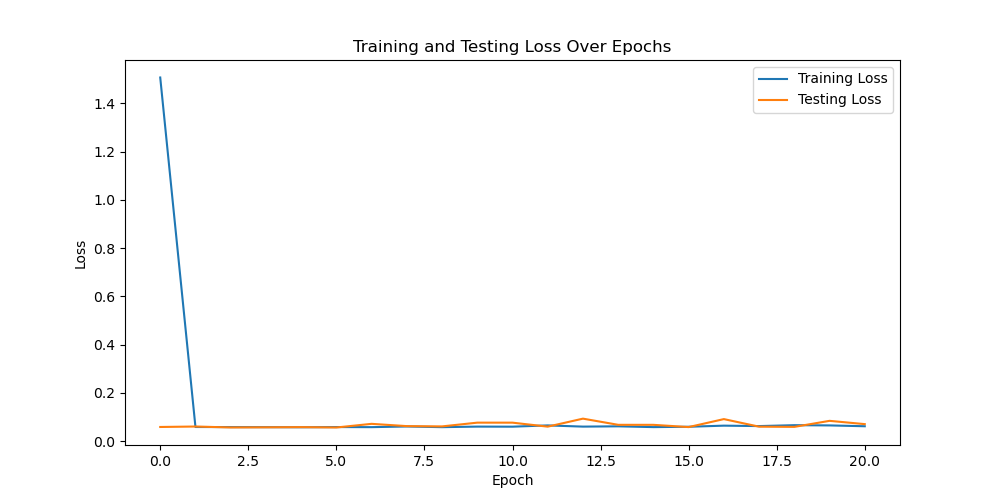 Training and Testing Loss Over Epochs
Training Loss
Testing Loss
1.4
1.2
1.0
0.8
0.6
0.4
0.2
0.0
Loss
0.0 2.5 5.0 7.5 10.0 12.5 15.0 17.5 20.0
Epoch